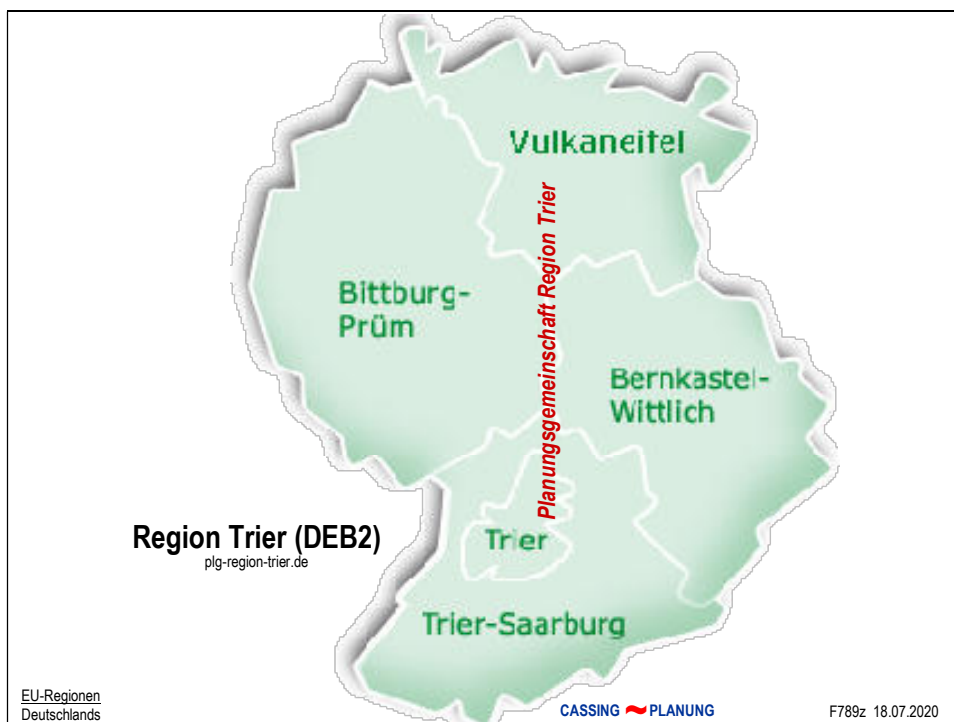 Vulkaneifel
Planungsgemeinschaft Region Trier
Bittburg-
Prüm
Bernkastel-
Wittlich
Region Trier (DEB2)
plg-region-trier.de
Trier
Trier-Saarburg
EU-Regionen
Deutschlands
CASSING PLANUNG
F789z 18.07.2020